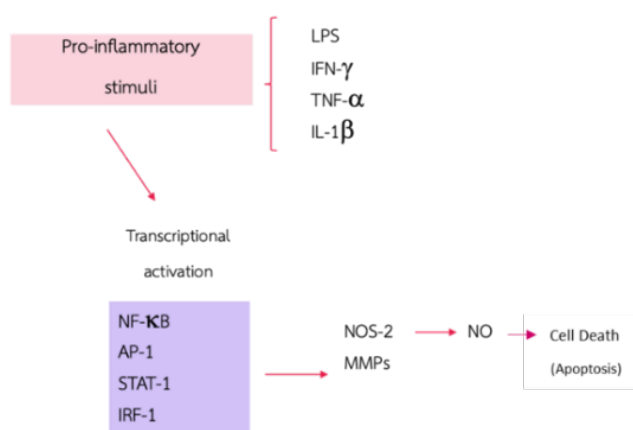 Pro-inflammatory
stimuli
LPS
IFN-γ
TNF-α
IL-1β
Transcriptional
activation
NF-κB
AP-1
STAT-1
IRF-1
NOS-2
MMPs
NO
Cell Death
(Apoptosis)